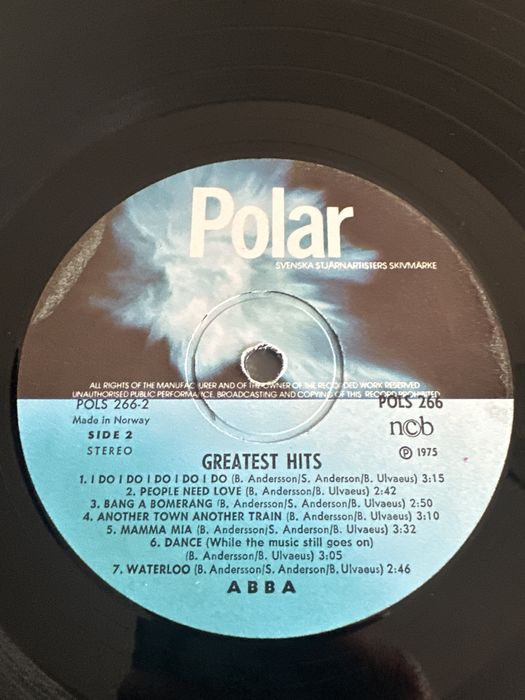 Polar
SVENSKA STJÄRNARTISTERS SKIVMÄRKE
ALL RIGHTS OF THE MANUFACTURER AND OF THE OWNER OF THE RECORDED WORK RESERVED
UNAUTHORISED PUBLIC PERFORMANCE, BROADCASTING AND COPYING OF THIS RECORD PROHIBITED
POLS 266-2
POLS 266
Made in Norway
ncb
SIDE 2
STEREO
Ⓟ 1975
GREATEST HITS
1. I DO I DO I DO I DO I DO (B. Andersson/S. Anderson/B. Ulvaeus) 3:15
2. PEOPLE NEED LOVE (B. Andersson/B. Ulvaeus) 2:42
3. BANG A BOMERANG (B. Andersson/S. Anderson/B. Ulvaeus) 2:50
4. ANOTHER TOWN ANOTHER TRAIN (B. Andersson/B. Ulvaeus) 3:10
5. MAMMA MIA (B. Andersson/S. Anderson/B. Ulvaeus) 3:32
6. DANCE (While the music still goes on)
(B. Andersson/B. Ulvaeus) 3:05
7. WATERLOO (B. Andersson/S. Anderson/B. Ulvaeus) 2:46
ABBA